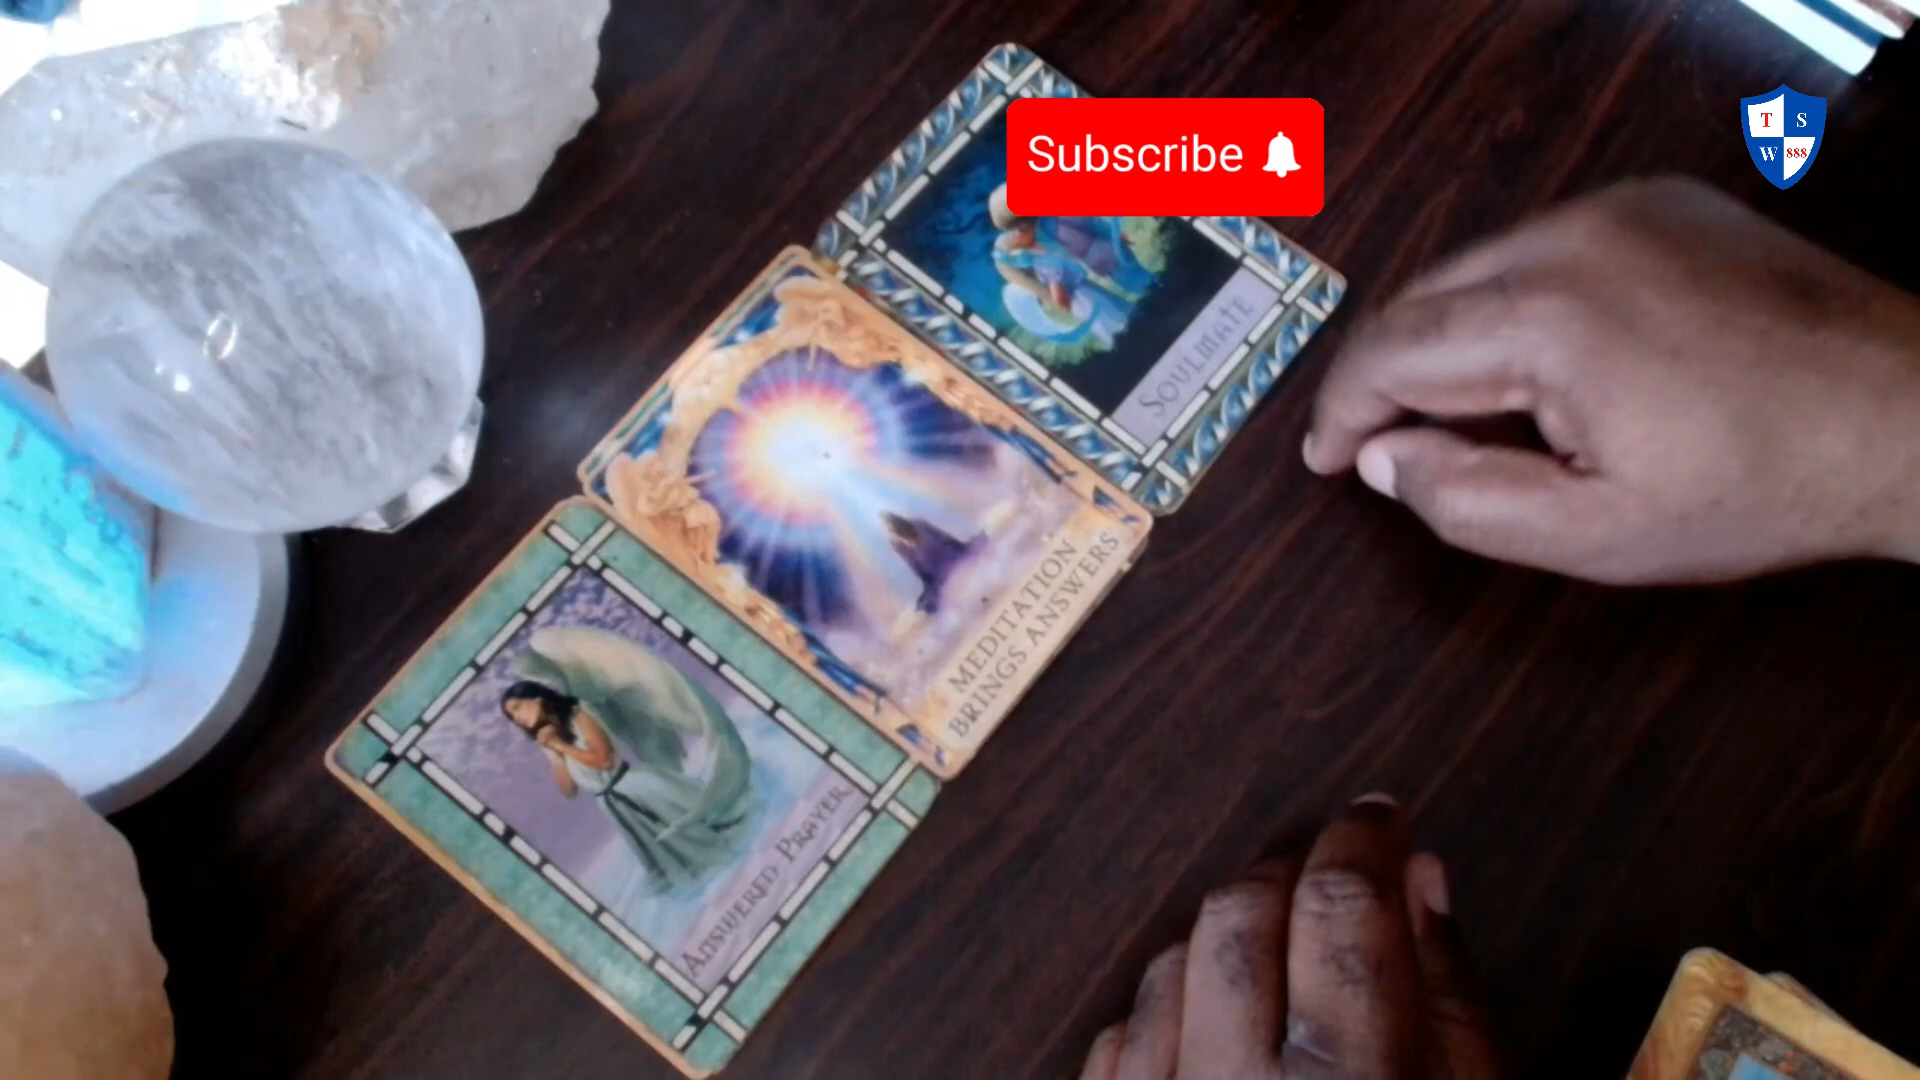 Subscribe
T S
W 888
SOULMATE
MEDITATION
BRINGS ANSWERS
ANSWERED PRAYER